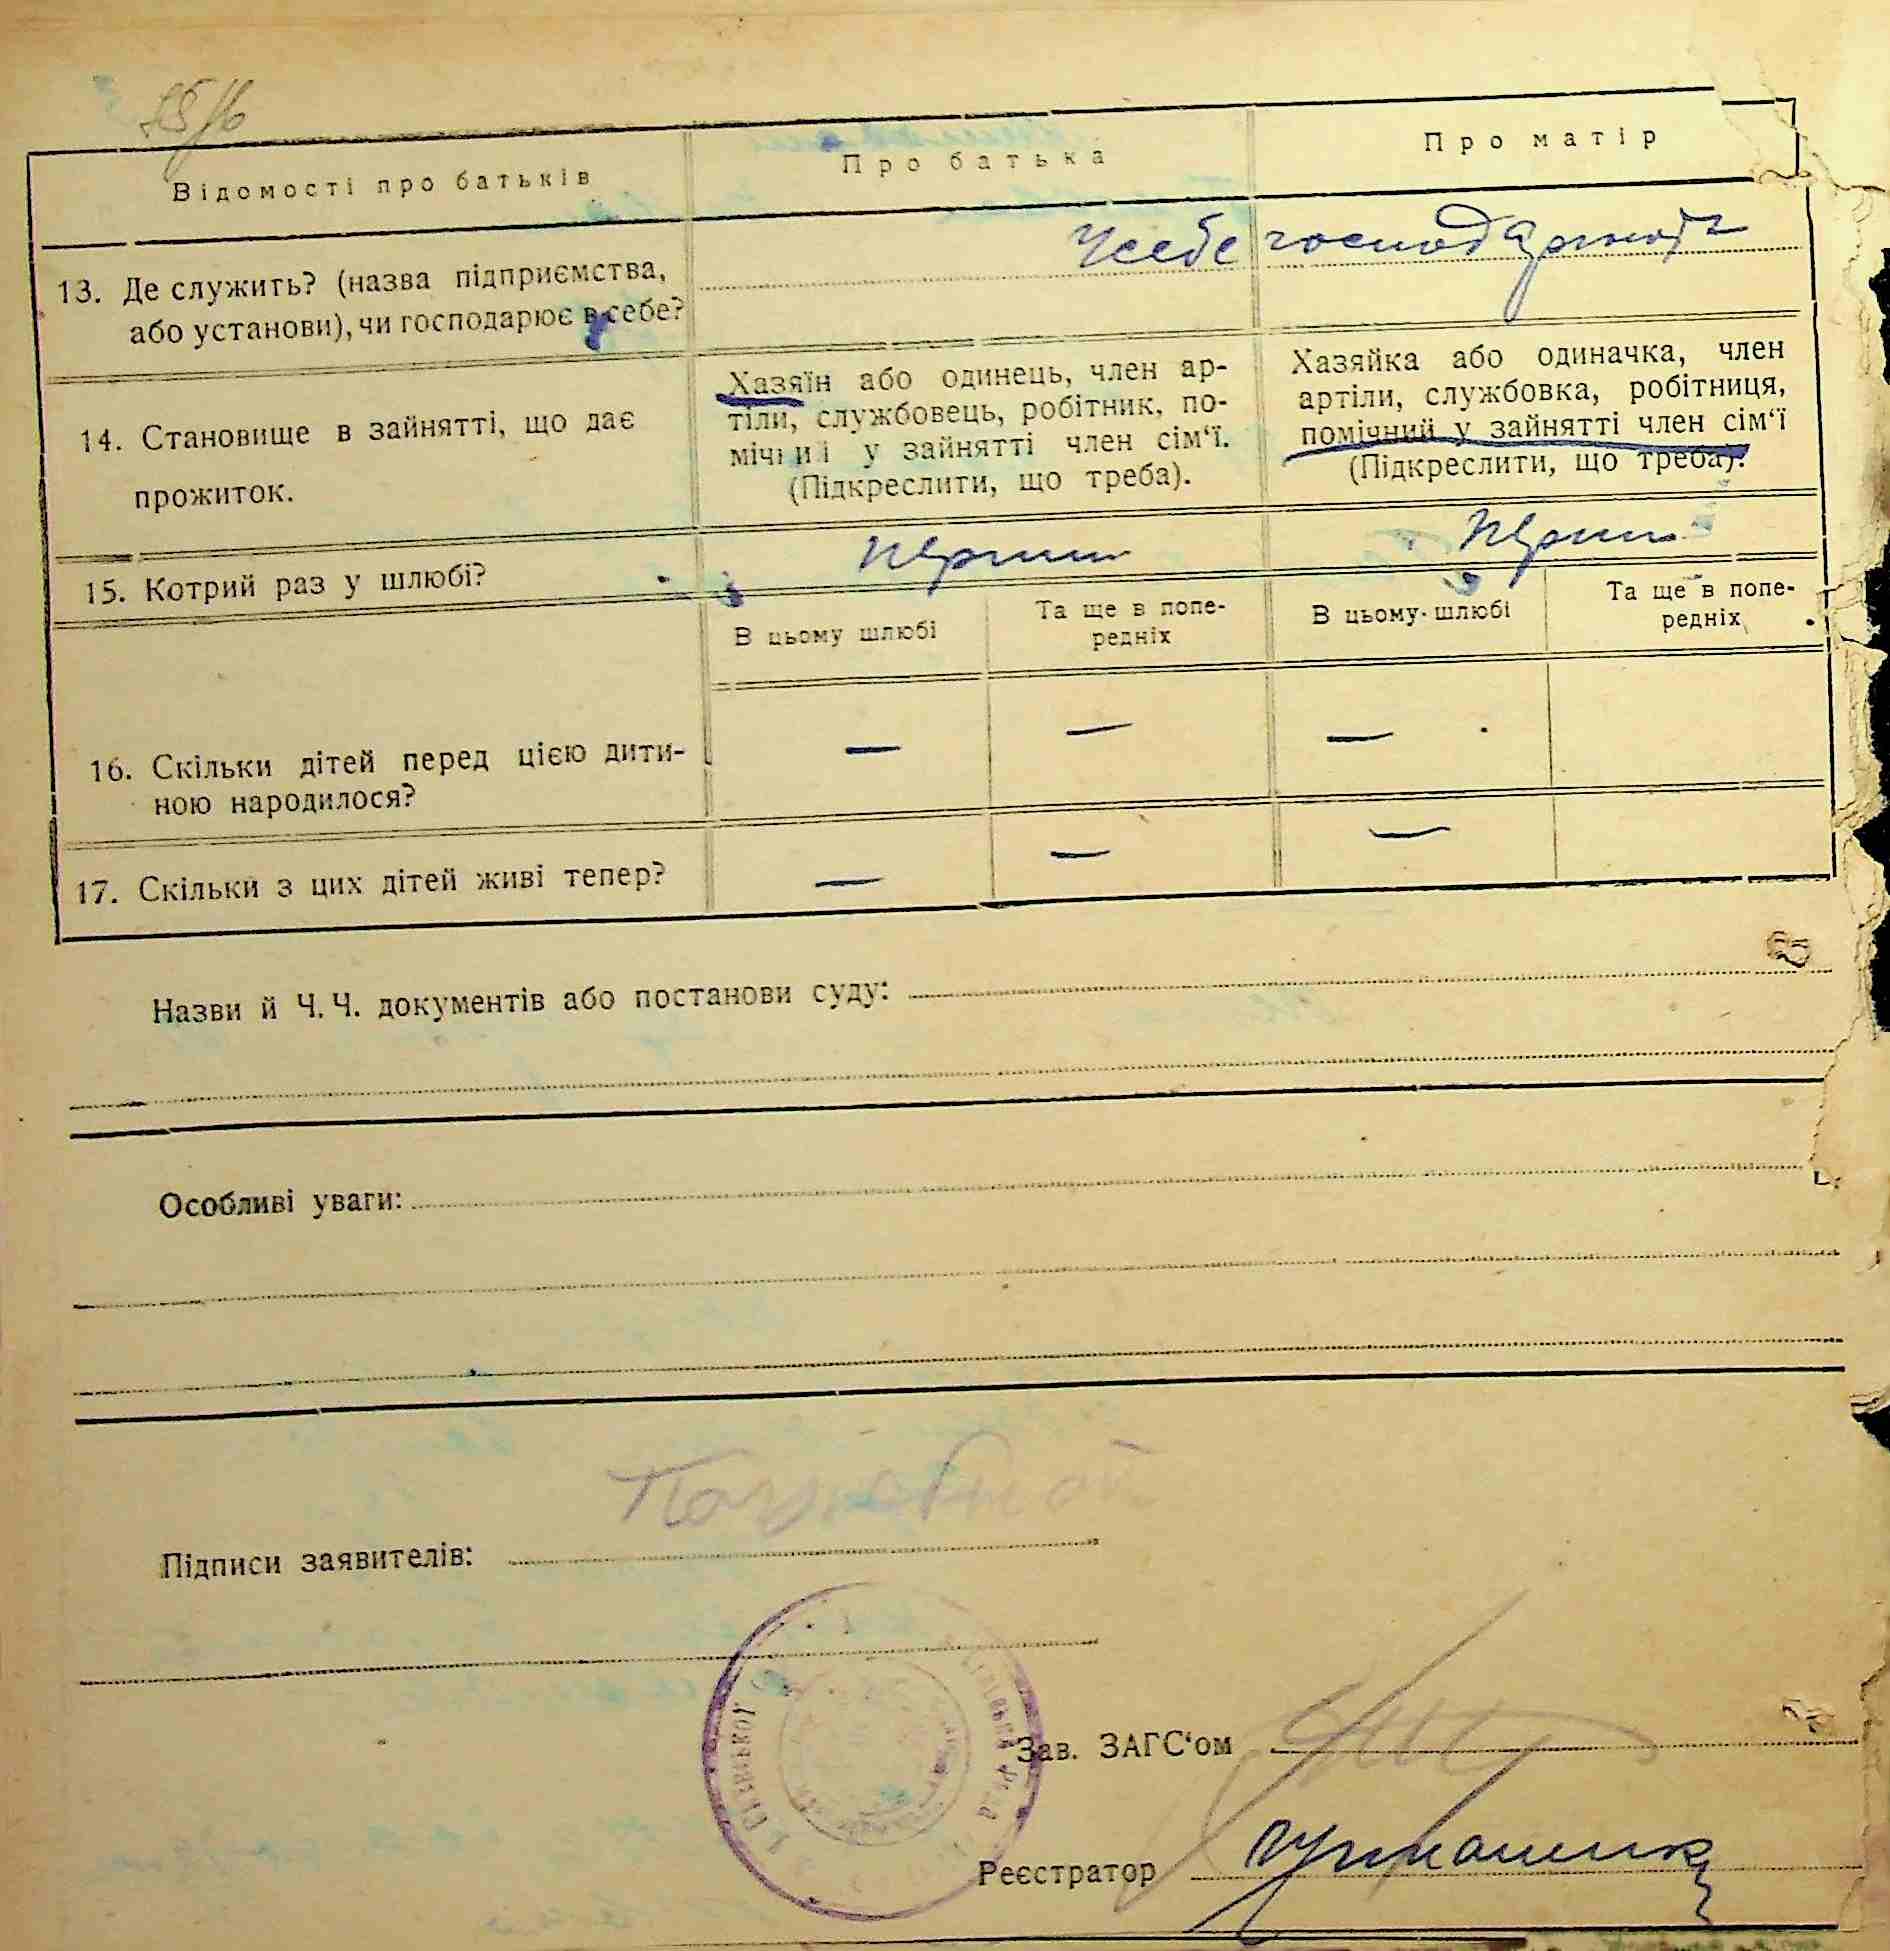 Відомості про батьків
Про батька
Про матір
13. Де служить? (назва підприємства,
або установи), чи господарює в себе?
У себе господарюють
14. Становище в зайнятті, що дає
прожиток.
Хазяїн або одинець, член ар-
тіли, службовець, робітник, по-
мічний у зайнятті член сім‘ї.
(Підкреслити, що треба).
Хазяйка або одиначка, член
артіли, службовка, робітниця,
помічний у зайнятті член сім‘ї
(Підкреслити, що треба).
15. Котрий раз у шлюбі?
перший
перший
В цьому шлюбі
Та ще в попе-
редніх
В цьому шлюбі
Та ще в попе-
редніх
16. Скільки дітей перед цією дити-
ною народилося?
— — —
17. Скільки з цих дітей живі тепер?
— — —
Назви й Ч. Ч. документів або постанови суду:
Особливі уваги:
Підписи заявителів:
Зав. ЗАГС‘ом
Реєстратор